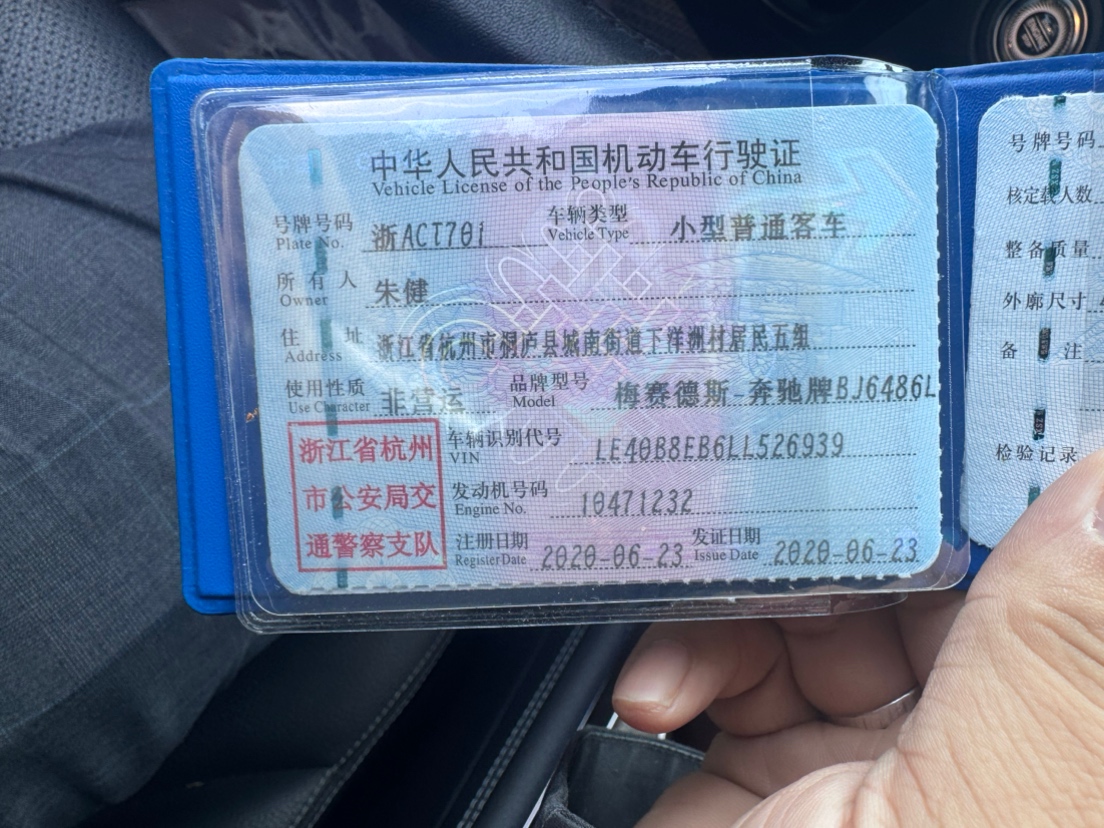 中华人民共和国机动车行驶证
Vehicle License of the People's Republic of China
号牌号码 浙ACT701 车辆类型 小型普通客车
Plate No. Vehicle Type
所有人 朱健
Owner
住址 浙江省杭州市桐庐县城南街道下洋洲村居民五组
Address
使用性质 非营运 品牌型号 梅赛德斯-奔驰牌BJ6486L
Use Character Model
浙江省杭州
市公安局交
通警察支队
车辆识别代号 LE40B8EB6LL526939
VIN
发动机号码 10471232
Engine No.
注册日期 2020-06-23 发证日期 2020-06-23
Register Date Issue Date
号牌号码
核定载人数
整备质量
外廓尺寸
备注
检验记录